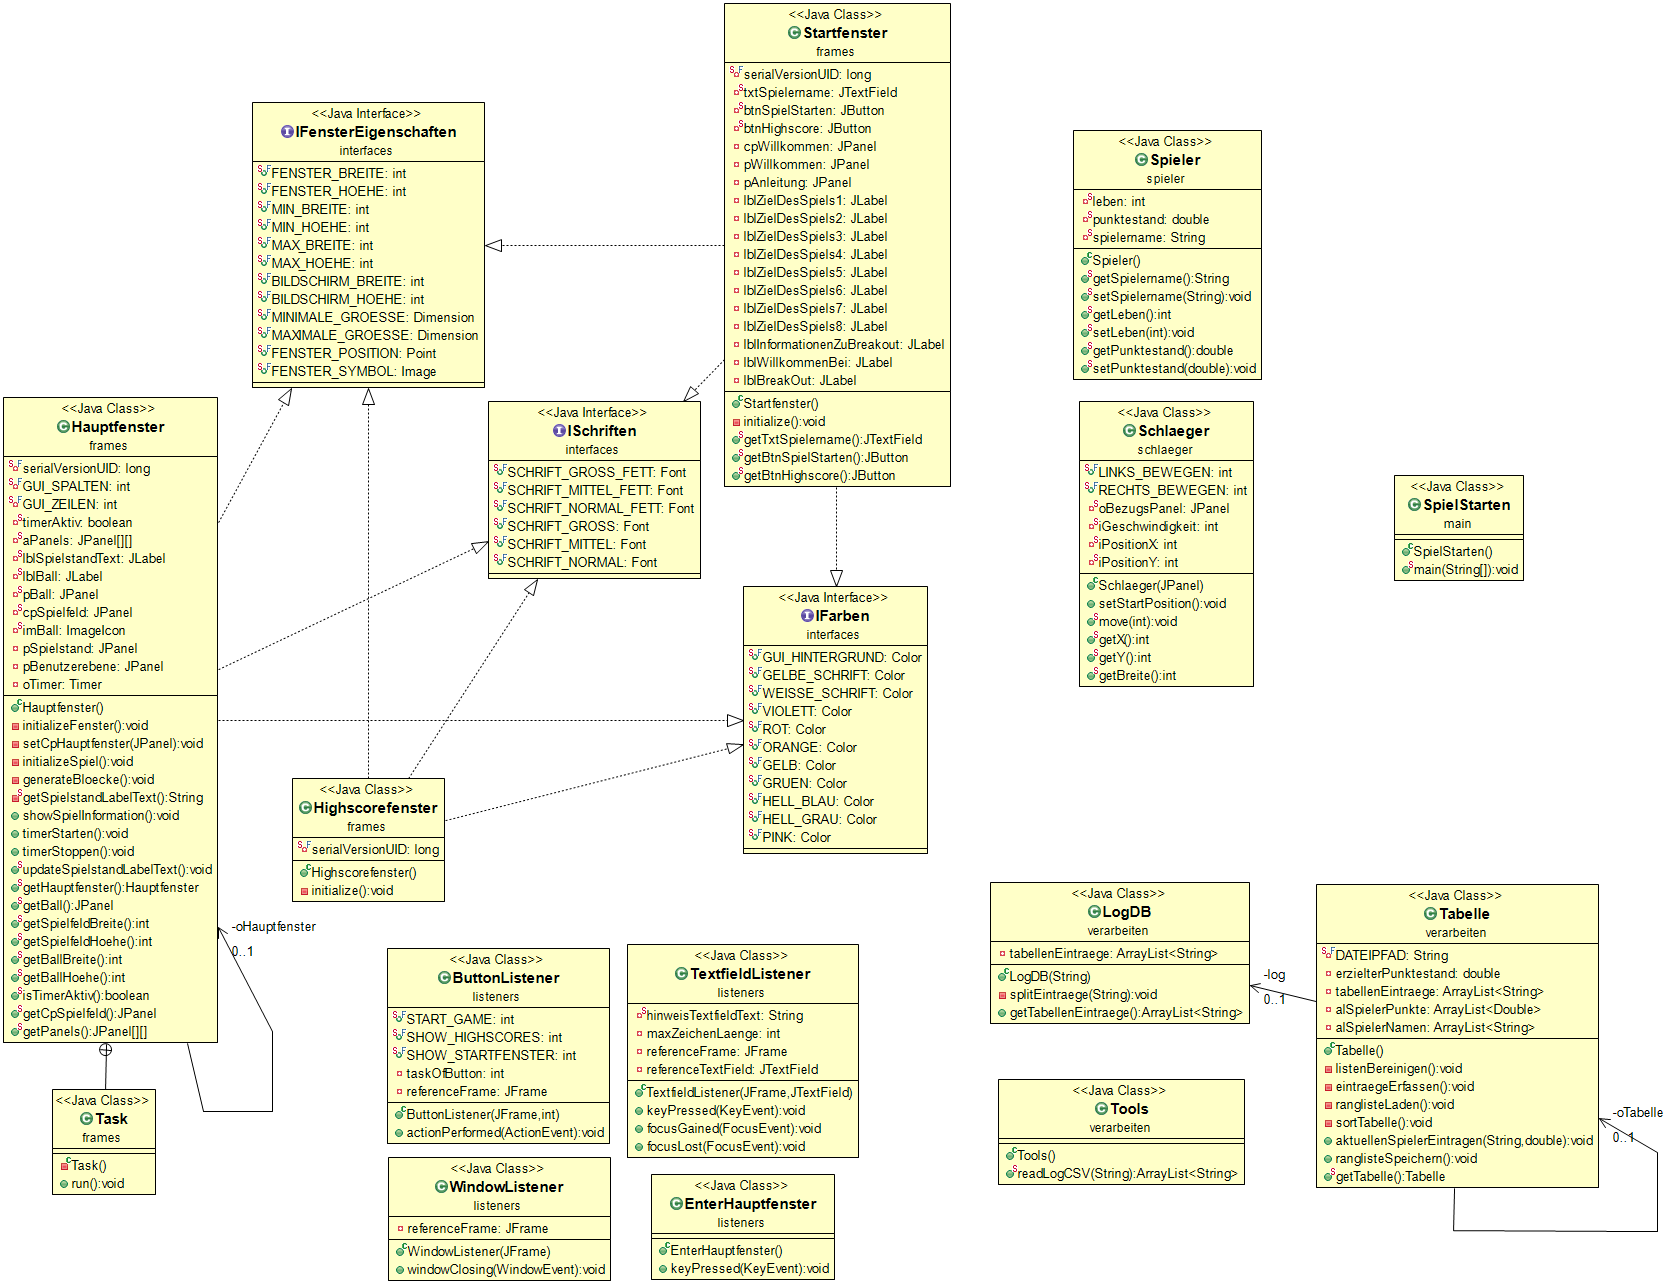 <<Java Class>>
Startfenster
frames
serialVersionUID: long
txtSpielername: JTextField
btnSpielStarten: JButton
btnHighscore: JButton
cpWillkommen: JPanel
pWillkommen: JPanel
pAnleitung: JPanel
lblZielDesSpiels1: JLabel
lblZielDesSpiels2: JLabel
lblZielDesSpiels3: JLabel
lblZielDesSpiels4: JLabel
lblZielDesSpiels5: JLabel
lblZielDesSpiels6: JLabel
lblZielDesSpiels7: JLabel
lblZielDesSpiels8: JLabel
lblInformationenZuBreakout: JLabel
lblWillkommenBei: JLabel
lblBreakOut: JLabel
Startfenster()
initialize():void
getTxtSpielername():JTextField
getBtnSpielStarten():JButton
getBtnHighscore():JButton
<<Java Interface>>
IFensterEigenschaften
interfaces
FENSTER_BREITE: int
FENSTER_HOEHE: int
MIN_BREITE: int
MIN_HOEHE: int
MAX_BREITE: int
MAX_HOEHE: int
BILDSCHIRM_BREITE: int
BILDSCHIRM_HOEHE: int
MINIMALE_GROESSE: Dimension
MAXIMALE_GROESSE: Dimension
FENSTER_POSITION: Point
FENSTER_SYMBOL: Image
<<Java Class>>
Spieler
spieler
leben: int
punktestand: double
spielername: String
Spieler()
getSpielername():String
setSpielername(String):void
getLeben():int
setLeben(int):void
getPunktestand():double
setPunktestand(double):void
<<Java Class>>
Hauptfenster
frames
serialVersionUID: long
GUI_SPALTEN: int
GUI_ZEILEN: int
timerAktiv: boolean
aPanels: JPanel[][]
lblSpielstandText: JLabel
lblBall: JLabel
pBall: JPanel
cpSpielfeld: JPanel
imBall: ImageIcon
pSpielstand: JPanel
pBenutzerebene: JPanel
oTimer: Timer
Hauptfenster()
initializeFenster():void
setCpHauptfenster(JPanel):void
initializeSpiel():void
generateBloecke():void
getSpielstandLabelText():String
showSpielInformation():void
timerStarten():void
timerStoppen():void
updateSpielstandLabelText():void
getHauptfenster():Hauptfenster
getBall():JPanel
getSpielfeldBreite():int
getSpielfeldHoehe():int
getBallBreite():int
getBallHoehe():int
isTimerAktiv():boolean
getCpSpielfeld():JPanel
getPanels():JPanel[][]
-oHauptfenster
0..1
<<Java Interface>>
ISchriften
interfaces
SCHRIFT_GROSS_FETT: Font
SCHRIFT_MITTEL_FETT: Font
SCHRIFT_NORMAL_FETT: Font
SCHRIFT_GROSS: Font
SCHRIFT_MITTEL: Font
SCHRIFT_NORMAL: Font
<<Java Class>>
Schlaeger
schlaeger
LINKS_BEWEGEN: int
RECHTS_BEWEGEN: int
oBezugsPanel: JPanel
iGeschwindigkeit: int
iPositionX: int
iPositionY: int
Schlaeger(JPanel)
setStartPosition():void
move(int):void
getX():int
getY():int
getBreite():int
<<Java Class>>
SpielStarten
main
SpielStarten()
main(String[]):void
<<Java Interface>>
IFarben
interfaces
GUI_HINTERGRUND: Color
GELBE_SCHRIFT: Color
WEISSE_SCHRIFT: Color
VIOLETT: Color
ROT: Color
ORANGE: Color
GELB: Color
GRUEN: Color
HELL_BLAU: Color
HELL_GRAU: Color
PINK: Color
<<Java Class>>
Highscorefenster
frames
serialVersionUID: long
Highscorefenster()
initialize():void
<<Java Class>>
LogDB
verarbeiten
tabellenEintraege: ArrayList<String>
LogDB(String)
splitEintraege(String):void
getTabellenEintraege():ArrayList<String>
-log
0..1
<<Java Class>>
Tabelle
verarbeiten
DATEIPFAD: String
erzielterPunktestand: double
tabellenEintraege: ArrayList<String>
alSpielerPunkte: ArrayList<Double>
alSpielerNamen: ArrayList<String>
Tabelle()
listenBereinigen():void
eintraegeErfassen():void
ranglisteLaden():void
sortTabelle():void
aktuellenSpielerEintragen(String,double):void
ranglisteSpeichern():void
getTabelle():Tabelle
-oTabelle
0..1
<<Java Class>>
ButtonListener
listeners
START_GAME: int
SHOW_HIGHSCORES: int
SHOW_STARTFENSTER: int
taskOfButton: int
referenceFrame: JFrame
ButtonListener(JFrame,int)
actionPerformed(ActionEvent):void
<<Java Class>>
TextfieldListener
listeners
hinweisTextfieldText: String
maxZeichenLaenge: int
referenceFrame: JFrame
referenceTextField: JTextField
TextfieldListener(JFrame,JTextField)
keyPressed(KeyEvent):void
focusGained(FocusEvent):void
focusLost(FocusEvent):void
<<Java Class>>
Task
frames
Task()
run():void
<<Java Class>>
Tools
verarbeiten
Tools()
readLogCSV(String):ArrayList<String>
<<Java Class>>
WindowListener
listeners
referenceFrame: JFrame
WindowListener(JFrame)
windowClosing(WindowEvent):void
<<Java Class>>
EnterHauptfenster
listeners
EnterHauptfenster()
keyPressed(KeyEvent):void